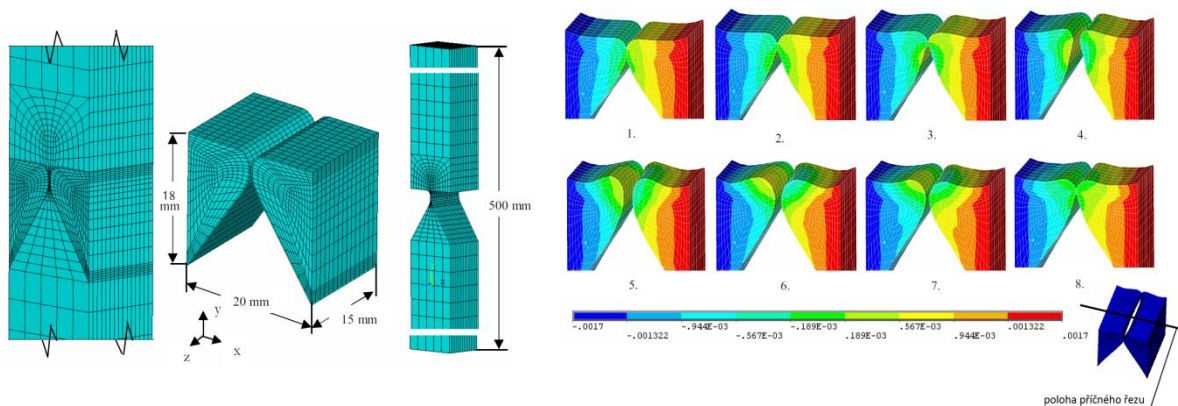 18
mm
20 mm
15 mm
y
z
x
500 mm
1.
2.
3.
4.
5.
6.
7.
8.
-.0017
-.001322
-.944E-03
-.567E-03
-.189E-03
.189E-03
.567E-03
.944E-03
.001322
.0017
poloha příčného řezu